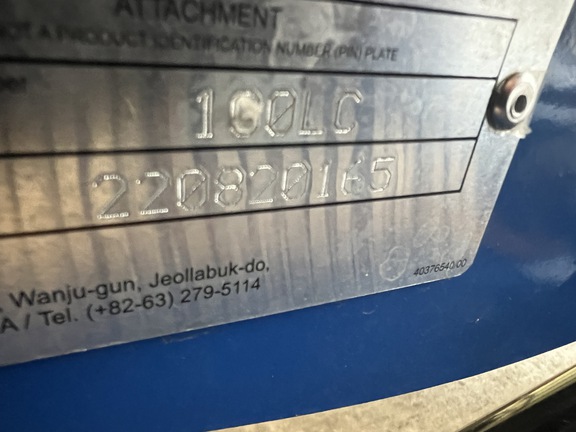 ATTACHMENT
NOT A PRODUCT IDENTIFICATION NUMBER (PIN) PLATE
100LC
220820165
, Wanju-gun, Jeollabuk-do,
A / Tel. (+82-63) 279-5114
40376540/00